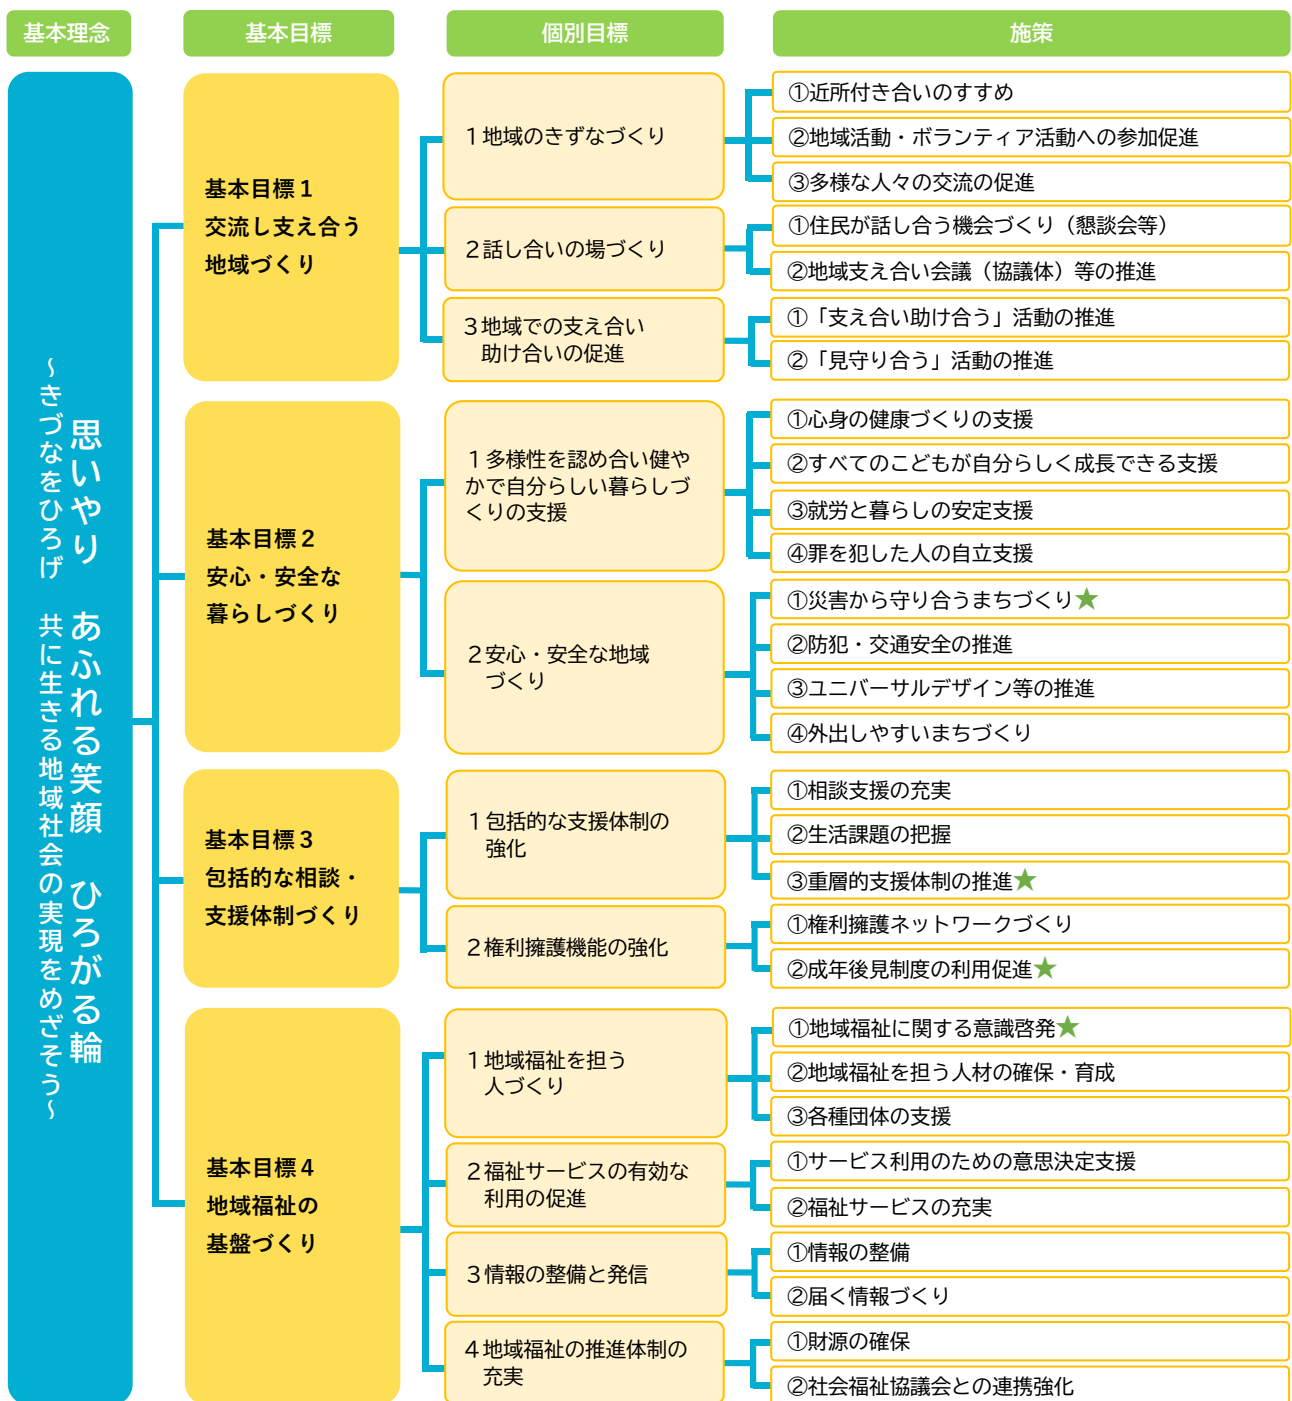 基本理念
基本目標
個別目標
施策
思いやり　あふれる笑顔　ひろがる輪
～きづなをひろげ　共に生きる地域社会の実現をめざそう～
基本目標１
交流し支え合う
地域づくり
１地域のきずなづくり
①近所付き合いのすすめ
②地域活動・ボランティア活動への参加促進
③多様な人々の交流の促進
２話し合いの場づくり
①住民が話し合う機会づくり（懇談会等）
②地域支え合い会議（協議体）等の推進
３地域での支え合い
助け合いの促進
①「支え合い助け合う」活動の推進
②「見守り合う」活動の推進
基本目標２
安心・安全な
暮らしづくり
１多様性を認め合い健や
かで自分らしい暮らしづ
くりの支援
①心身の健康づくりの支援
②すべてのこどもが自分らしく成長できる支援
③就労と暮らしの安定支援
④罪を犯した人の自立支援
２安心・安全な地域
づくり
①災害から守り合うまちづくり★
②防犯・交通安全の推進
③ユニバーサルデザイン等の推進
④外出しやすいまちづくり
基本目標３
包括的な相談・
支援体制づくり
１包括的な支援体制の
強化
①相談支援の充実
②生活課題の把握
③重層的支援体制の推進★
２権利擁護機能の強化
①権利擁護ネットワークづくり
②成年後見制度の利用促進★
基本目標４
地域福祉の
基盤づくり
１地域福祉を担う
人づくり
①地域福祉に関する意識啓発★
②地域福祉を担う人材の確保・育成
③各種団体の支援
２福祉サービスの有効な
利用の促進
①サービス利用のための意思決定支援
②福祉サービスの充実
３情報の整備と発信
①情報の整備
②届く情報づくり
４地域福祉の推進体制の
充実
①財源の確保
②社会福祉協議会との連携強化